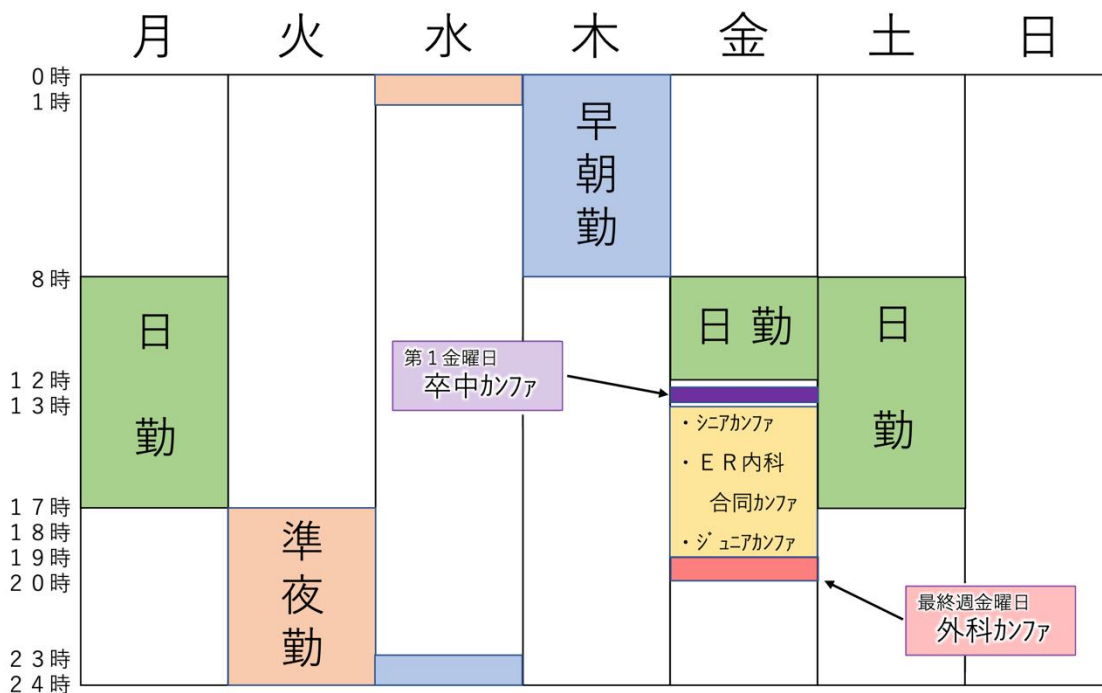 月 火 水 木 金 土 日
0時
1時
8時
12時
13時
17時
18時
19時
20時
23時
24時
日勤
準夜勤
早朝勤
日勤
第1金曜日
卒中ｶﾝﾌｧ
・ｼﾆｱｶﾝﾌｧ
・ＥＲ内科
合同ｶﾝﾌｧ
・ｼﾞｭﾆｱｶﾝﾌｧ
日勤
最終週金曜日
外科ｶﾝﾌｧ